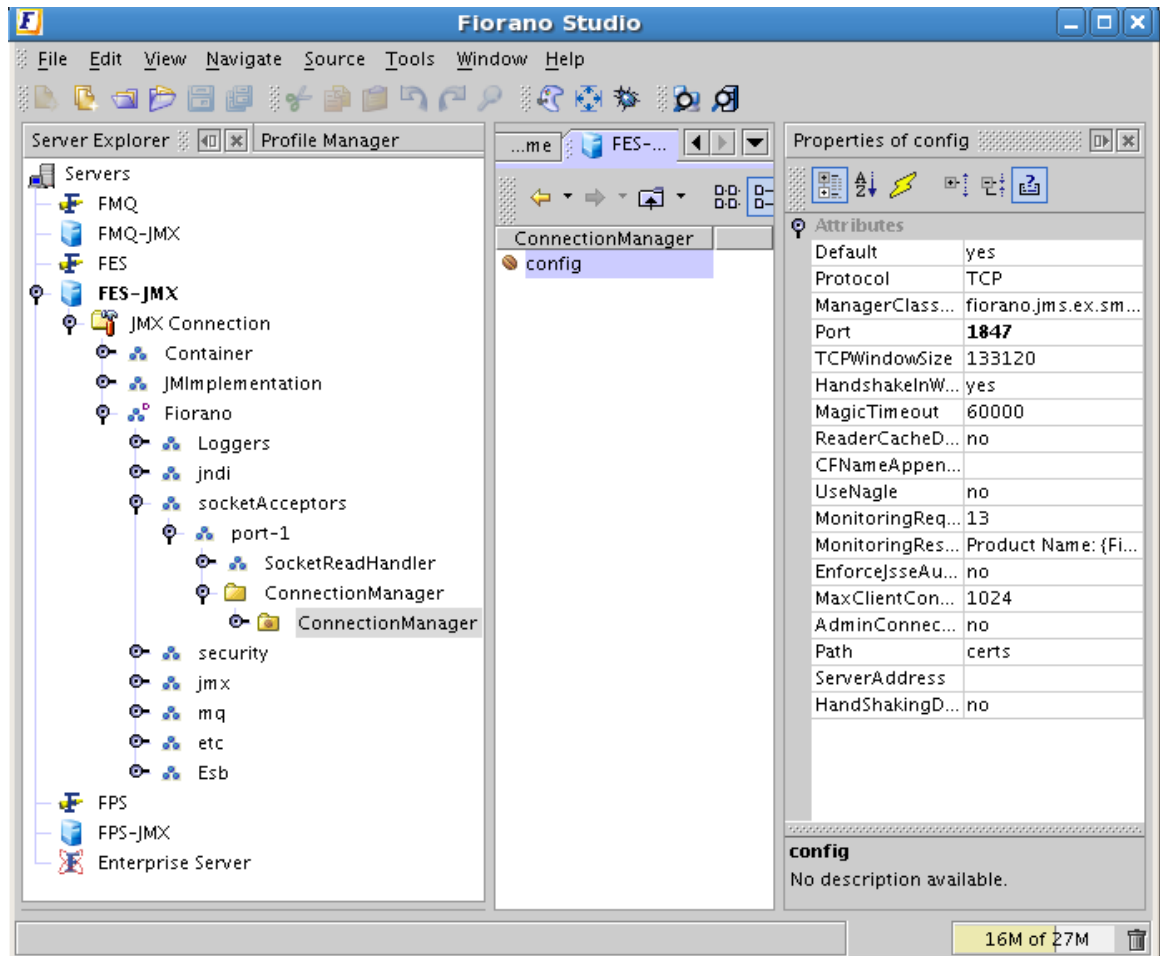 Fiorano Studio
File Edit View Navigate Source Tools Window Help
Server Explorer Profile Manager
Servers
FMQ
FMQ-JMX
FES
FES-JMX
JMX Connection
Container
JMImplementation
Fiorano
Loggers
jndi
socketAcceptors
port-1
SocketReadHandler
ConnectionManager
ConnectionManager
security
jmx
mq
etc
Esb
FPS
FPS-JMX
Enterprise Server
...me FES-...
ConnectionManager
config
Properties of config
Attributes
Default yes
Protocol TCP
ManagerClass... fiorano.jms.ex.sm...
Port 1847
TCPWindowSize 133120
HandshakeInW... yes
MagicTimeout 60000
ReaderCacheD... no
CFNameAppen...
UseNagle no
MonitoringReq... 13
MonitoringRes... Product Name: {Fi...
EnforceJsseAu... no
MaxClientCon... 1024
AdminConnec... no
Path certs
ServerAddress
HandShakingD... no
config
No description available.
16M of 27M